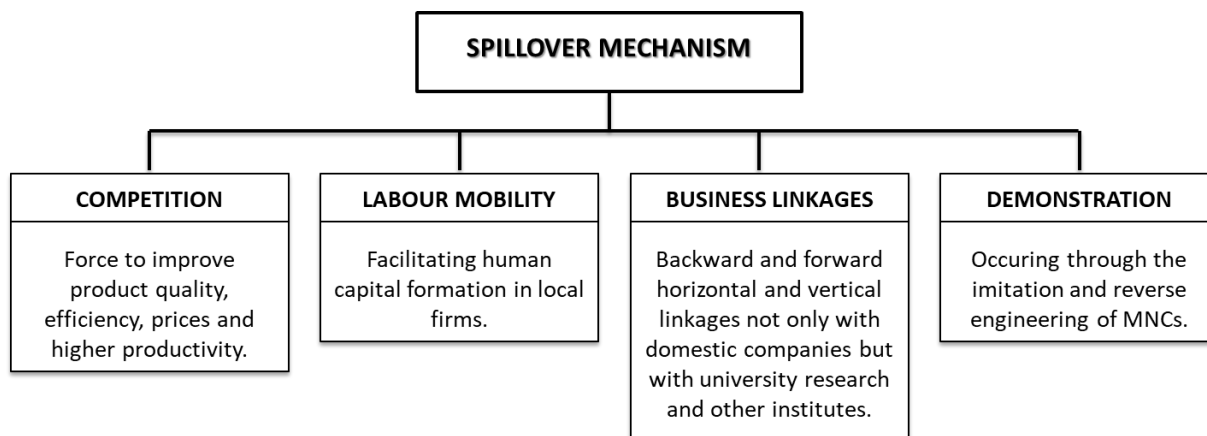 SPILLOVER MECHANISM
COMPETITION
Force to improve
product quality,
efficiency, prices and
higher productivity.
LABOUR MOBILITY
Facilitating human
capital formation in local
firms.
BUSINESS LINKAGES
Backward and forward
horizontal and vertical
linkages not only with
domestic companies but
with university research
and other institutes.
DEMONSTRATION
Occuring through the
imitation and reverse
engineering of MNCs.